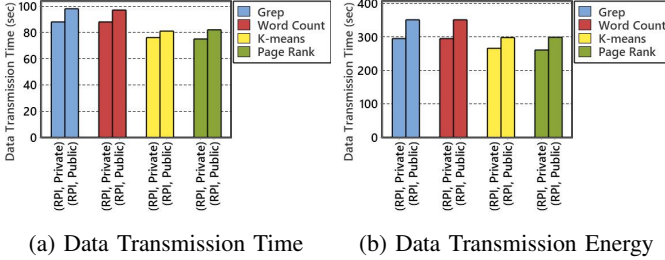 Data Transmission Time (sec)
100
80
60
40
20
0
(RPI, Private)
(RPI, Public)
(RPI, Private)
(RPI, Public)
(RPI, Private)
(RPI, Public)
(RPI, Private)
(RPI, Public)
Grep
Word Count
K-means
Page Rank
(a) Data Transmission Time
Data Transmission Time (sec)
400
300
200
100
0
(RPI, Private)
(RPI, Public)
(RPI, Private)
(RPI, Public)
(RPI, Private)
(RPI, Public)
(RPI, Private)
(RPI, Public)
Grep
Word Count
K-means
Page Rank
(b) Data Transmission Energy